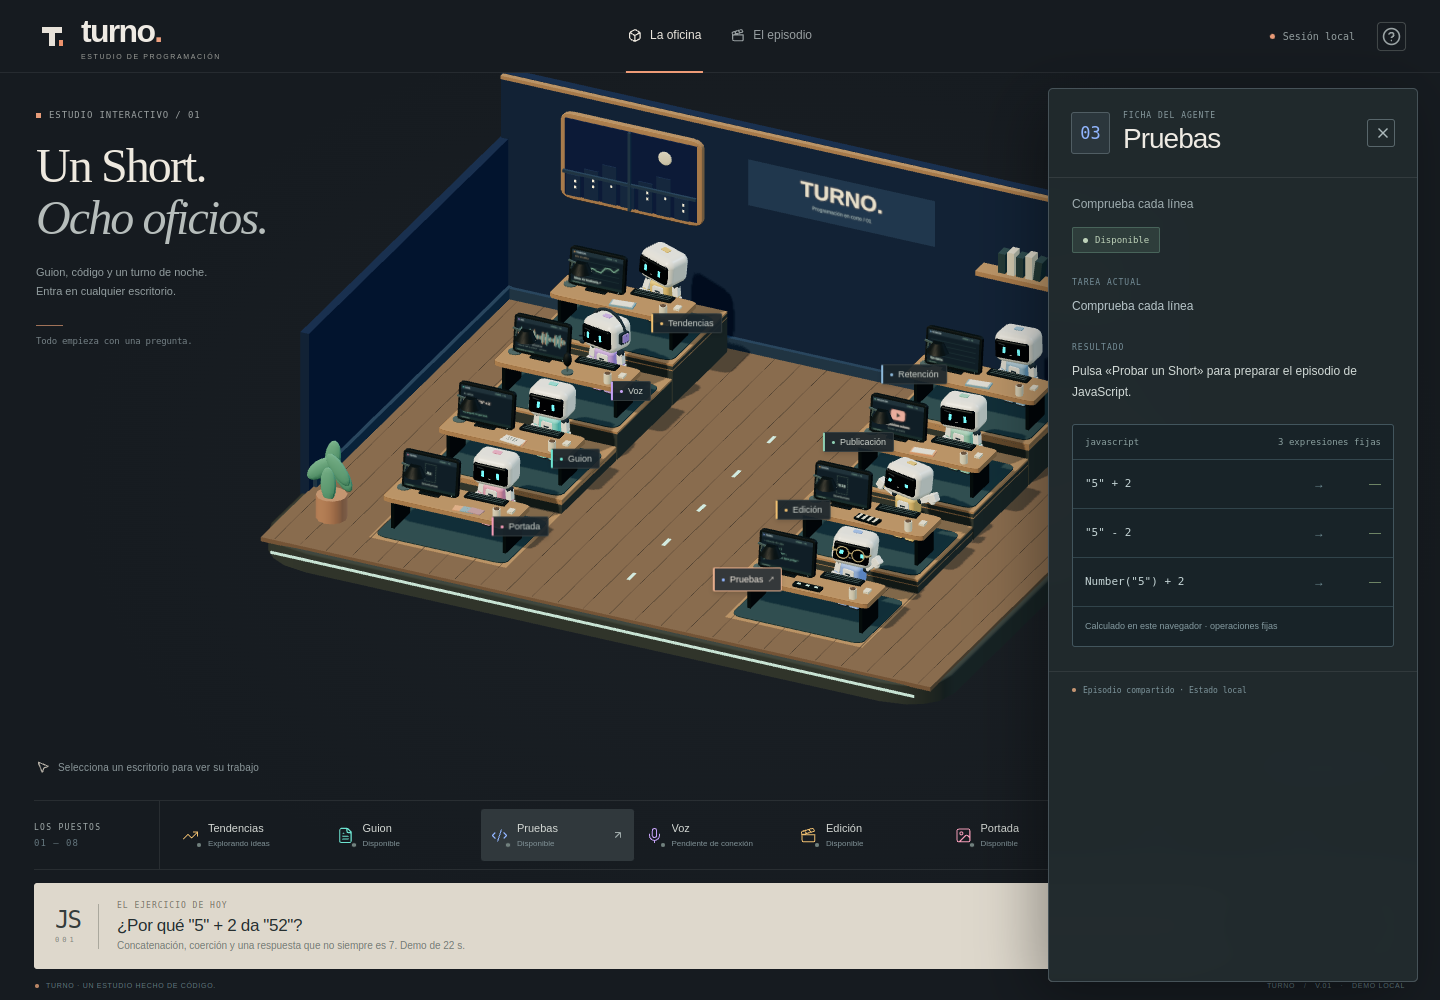 turno.
ESTUDIO DE PROGRAMACIÓN
La oficina
El episodio
Sesión local
ESTUDIO INTERACTIVO / 01
Un Short.
Ocho oficios.
Guion, código y un turno de noche.
Entra en cualquier escritorio.
Todo empieza con una pregunta.
TURNO.
Tendencias
Voz
Guion
Portada
Retención
Publicación
Edición
Pruebas ↗
03
FICHA DEL AGENTE
Pruebas
Comprueba cada línea
Disponible
TAREA ACTUAL
Comprueba cada línea
RESULTADO
Pulsa «Probar un Short» para preparar el episodio de
JavaScript.
javascript 3 expresiones fijas
"5" + 2 → —
"5" - 2 → —
Number("5") + 2 → —
Calculado en este navegador · operaciones fijas
Episodio compartido · Estado local
Selecciona un escritorio para ver su trabajo
LOS PUESTOS
01 — 08
Tendencias
Explorando ideas
Guion
Disponible
Pruebas
Disponible
Voz
Pendiente de conexión
Edición
Disponible
Portada
Disponible
JS
001
EL EJERCICIO DE HOY
¿Por qué "5" + 2 da "52"?
Concatenación, coerción y una respuesta que no siempre es 7. Demo de 22 s.
TURNO · UN ESTUDIO HECHO DE CÓDIGO.
TURNO / V.01 · DEMO LOCAL